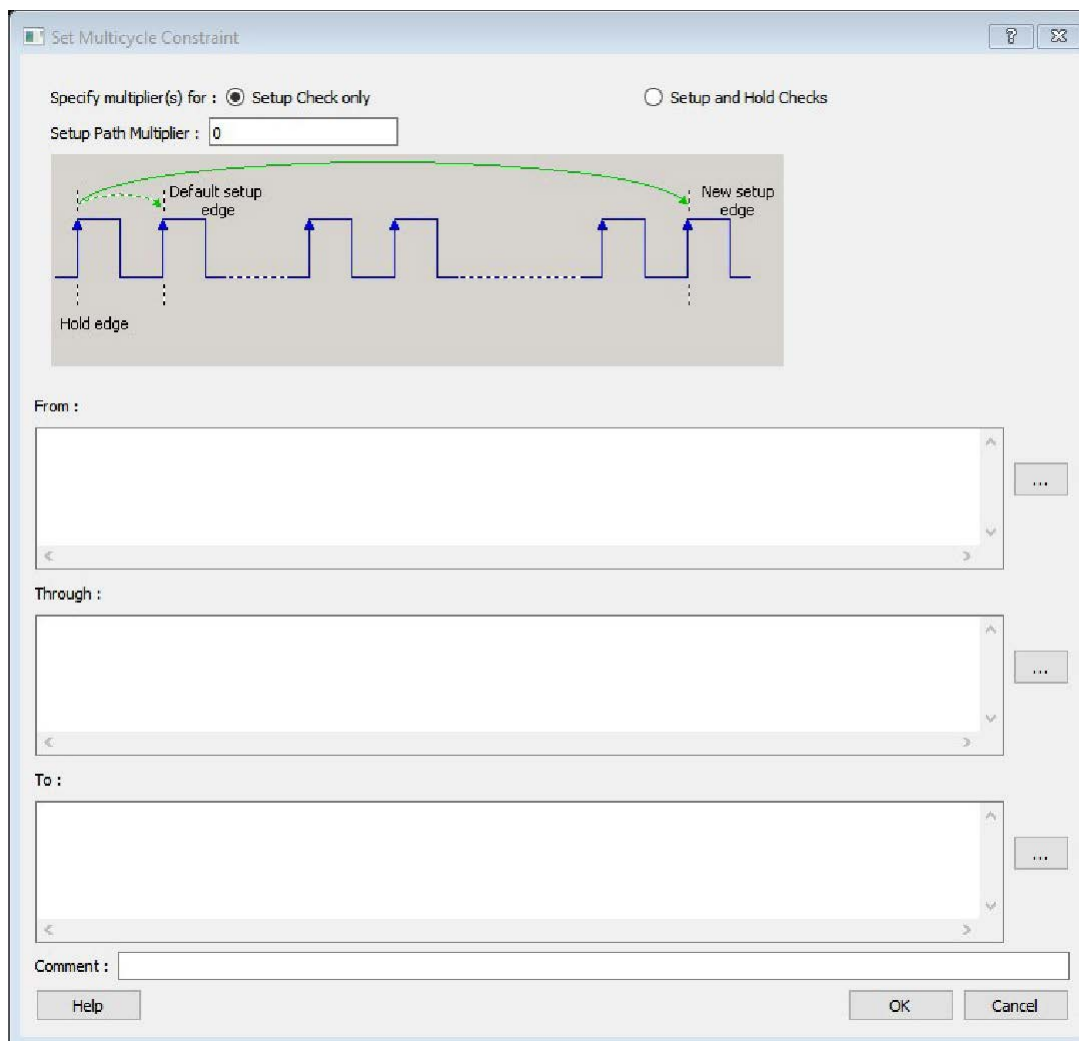 Set Multicycle Constraint
Specify multiplier(s) for : Setup Check only Setup and Hold Checks
Setup Path Multiplier : 0
Default setup edge
New setup edge
Hold edge
From :
...
Through :
...
To :
...
Comment :
Help OK Cancel